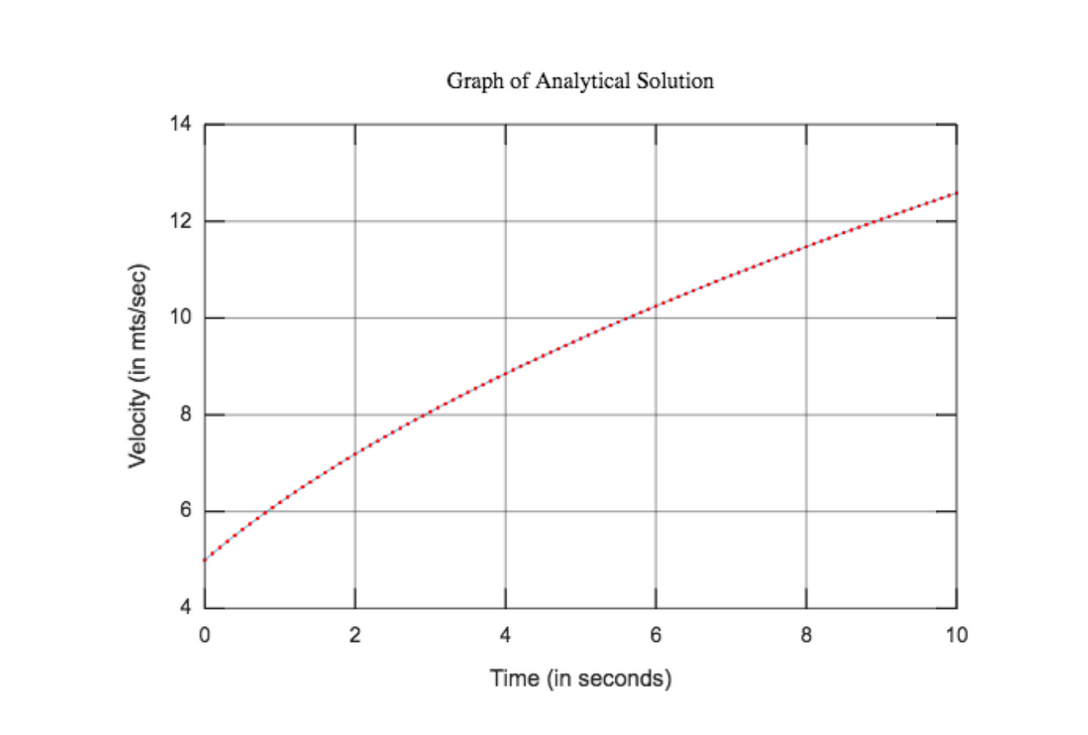 Graph of Analytical Solution
14
12
10
8
6
4
Velocity (in mts/sec)
0 2 4 6 8 10
Time (in seconds)